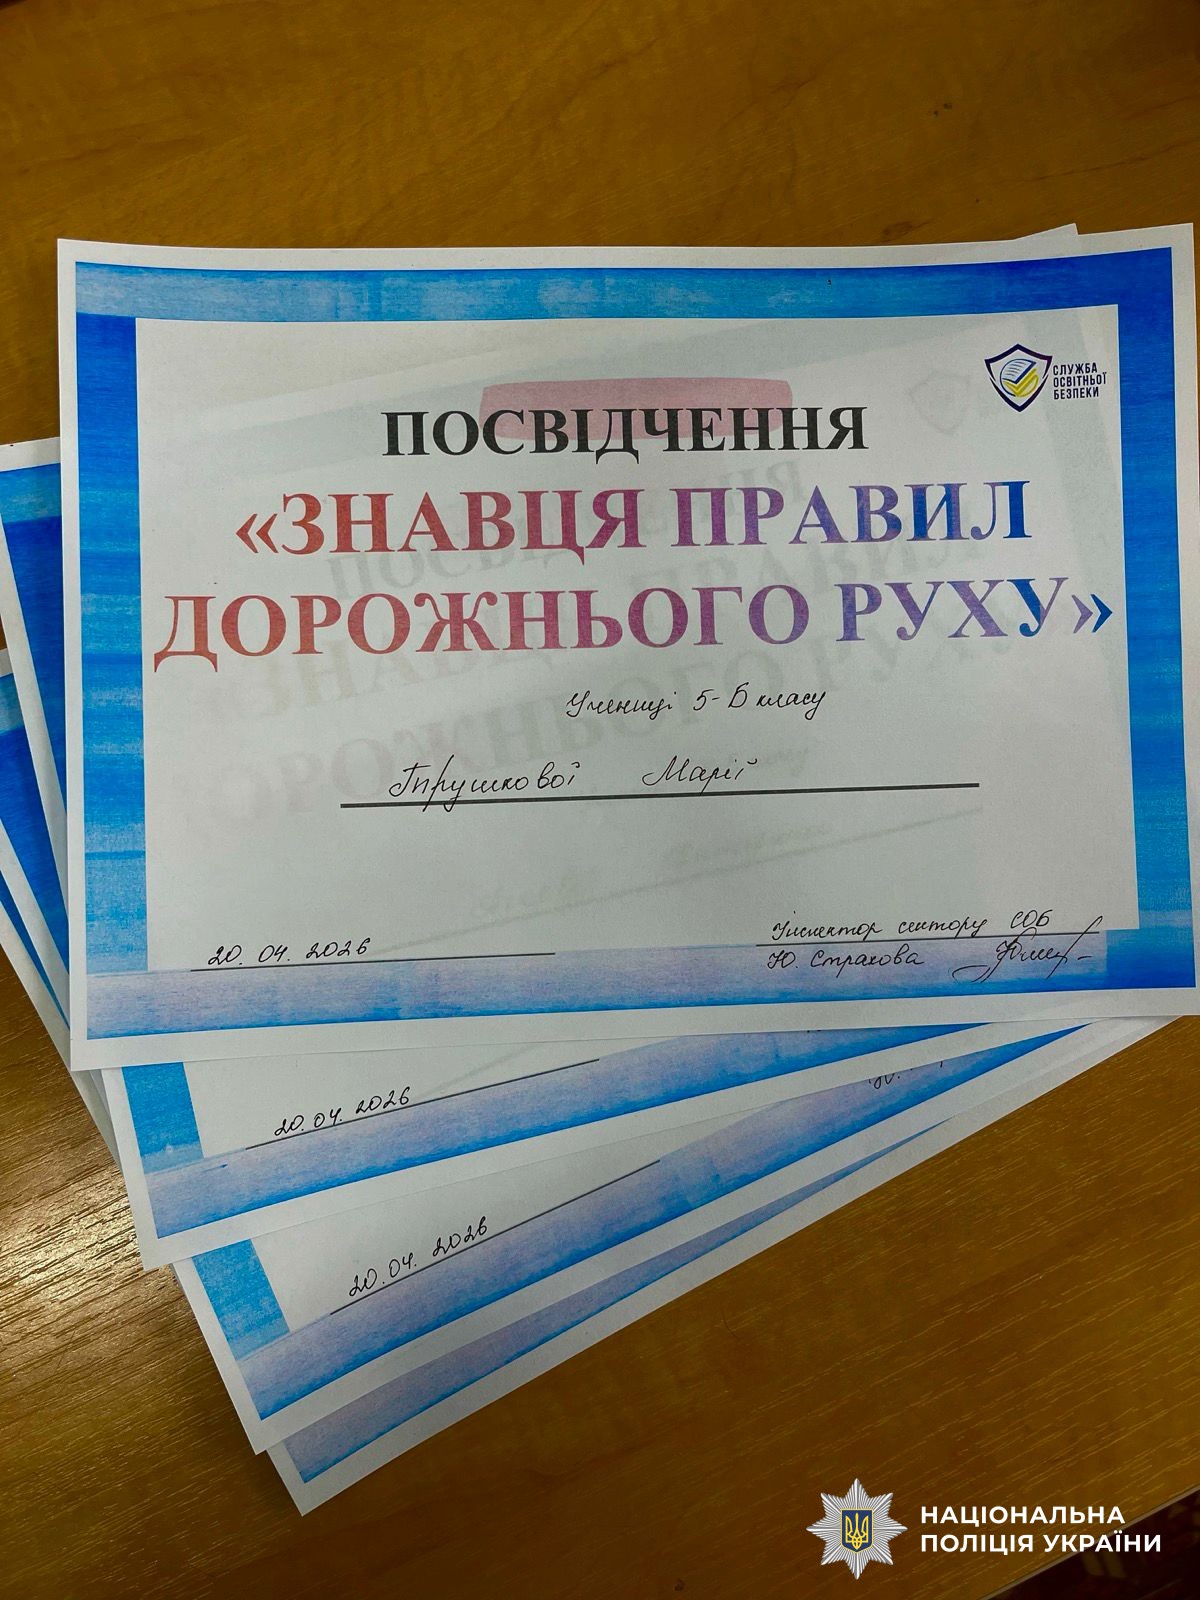 СЛУЖБА
ОСВІТНЬОЇ
БЕЗПЕКИ
ПОСВІДЧЕННЯ
«ЗНАВЦЯ ПРАВИЛ
ДОРОЖНЬОГО РУХУ»
Учениці 5-Б класу
Марії
20.04.2026
Інспектор сектору СОБ
Ю. Страхова
20.04.2026
20.04.2026
НАЦІОНАЛЬНА
ПОЛІЦІЯ УКРАЇНИ